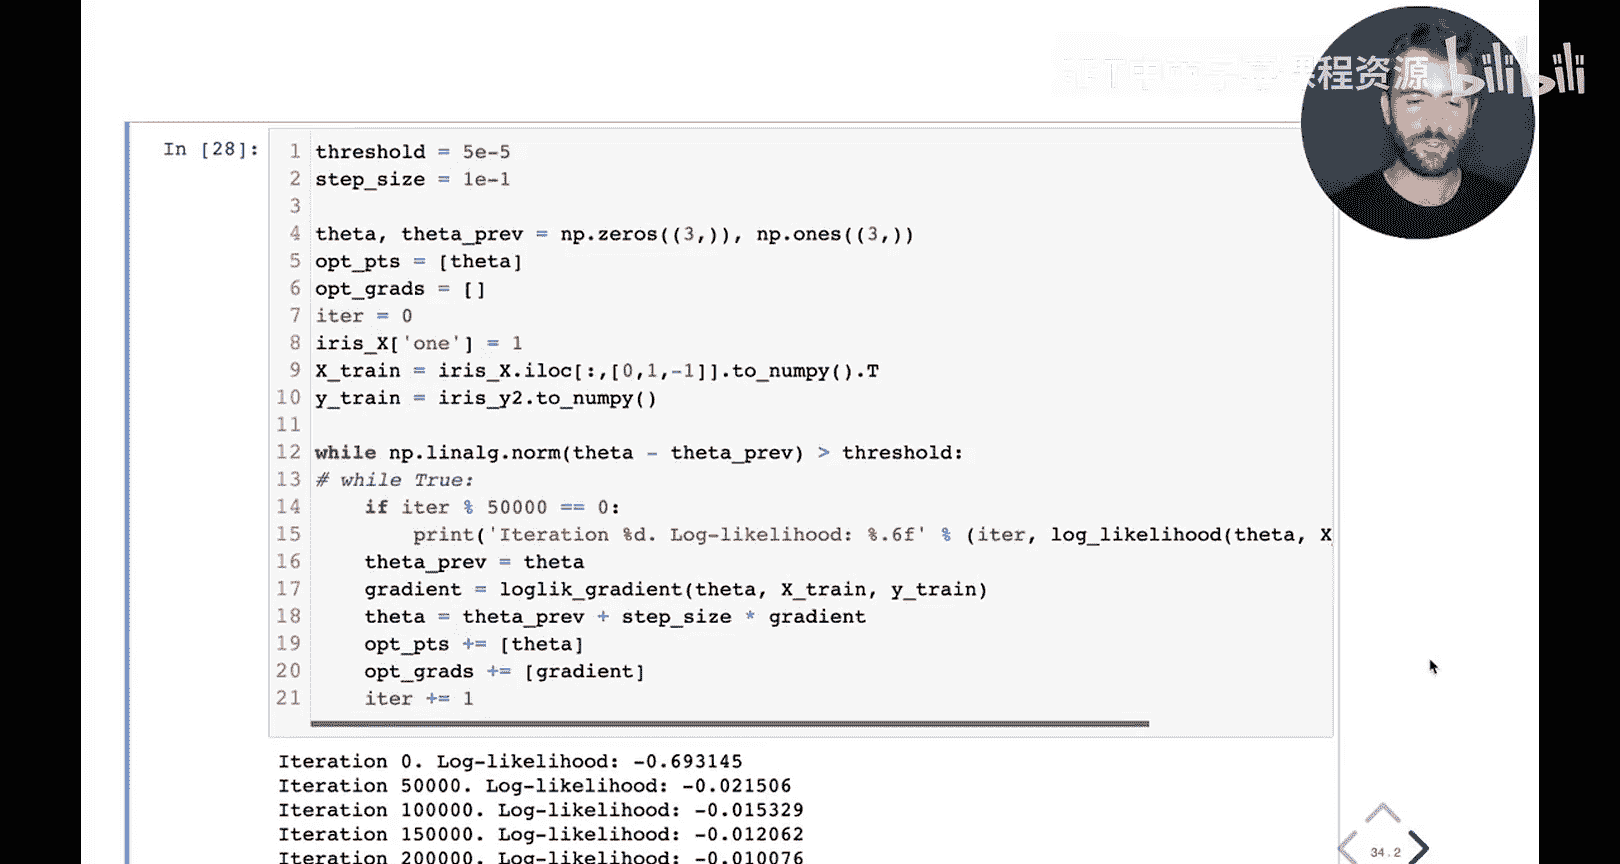 课程资源 bilibili
In [28]:
1 threshold = 5e-5
2 step_size = 1e-1
3
4 theta, theta_prev = np.zeros((3,)), np.ones((3,))
5 opt_pts = [theta]
6 opt_grads = []
7 iter = 0
8 iris_X['one'] = 1
9 X_train = iris_X.iloc[:,[0,1,-1]].to_numpy().T
10 y_train = iris_y2.to_numpy()
11
12 while np.linalg.norm(theta - theta_prev) > threshold:
13 # while True:
14 if iter % 50000 == 0:
15 print('Iteration %d. Log-likelihood: %.6f' % (iter, log_likelihood(theta, X
16 theta_prev = theta
17 gradient = loglik_gradient(theta, X_train, y_train)
18 theta = theta_prev + step_size * gradient
19 opt_pts += [theta]
20 opt_grads += [gradient]
21 iter += 1
Iteration 0. Log-likelihood: -0.693145
Iteration 50000. Log-likelihood: -0.021506
Iteration 100000. Log-likelihood: -0.015329
Iteration 150000. Log-likelihood: -0.012062
Iteration 200000. Log-likelihood: -0.010076
34.2